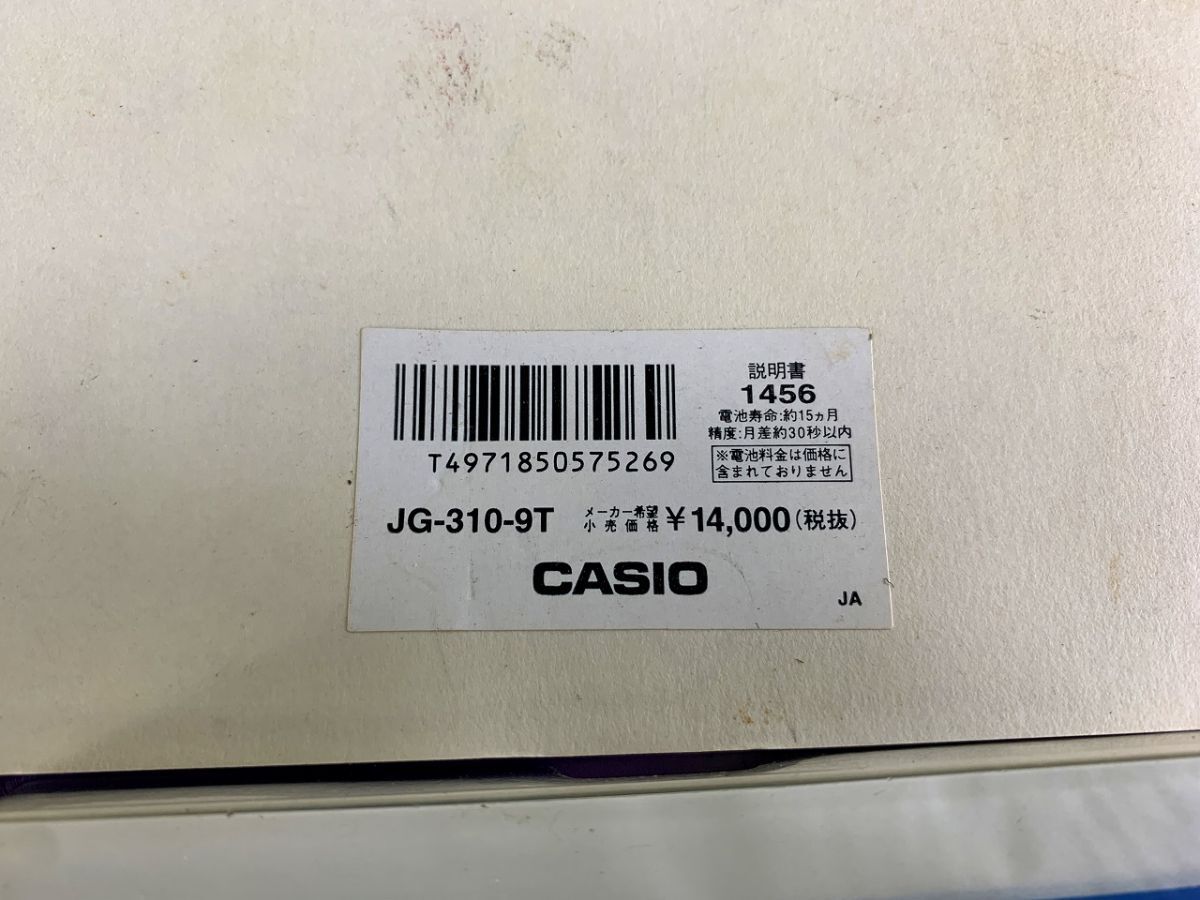 説明書
1456
電池寿命:約15ヵ月
精度:月差約30秒以内
※電池料金は価格に
含まれておりません
T4971850575269
JG-310-9T メーカー希望小売価格 ¥14,000(税抜)
CASIO
JA